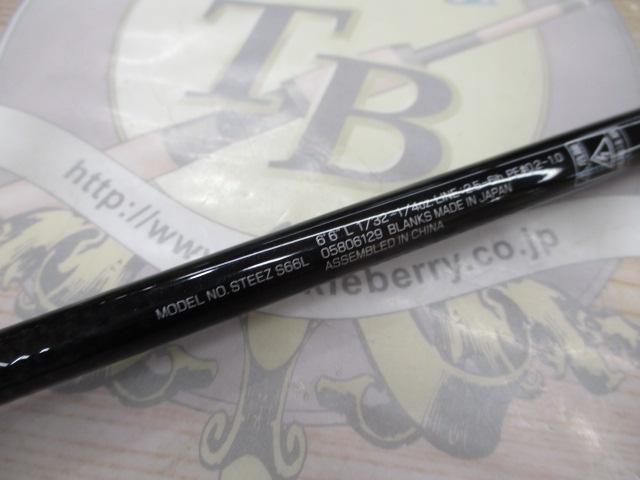 TB
http://www.
kleberry.co.jp
MODEL NO. STEEZ S66L
6'6" L 1/32-1/4oz LINE:2.5-6lb PE#0.2-1.0
05806129 BLANKS MADE IN JAPAN
ASSEMBLED IN CHINA